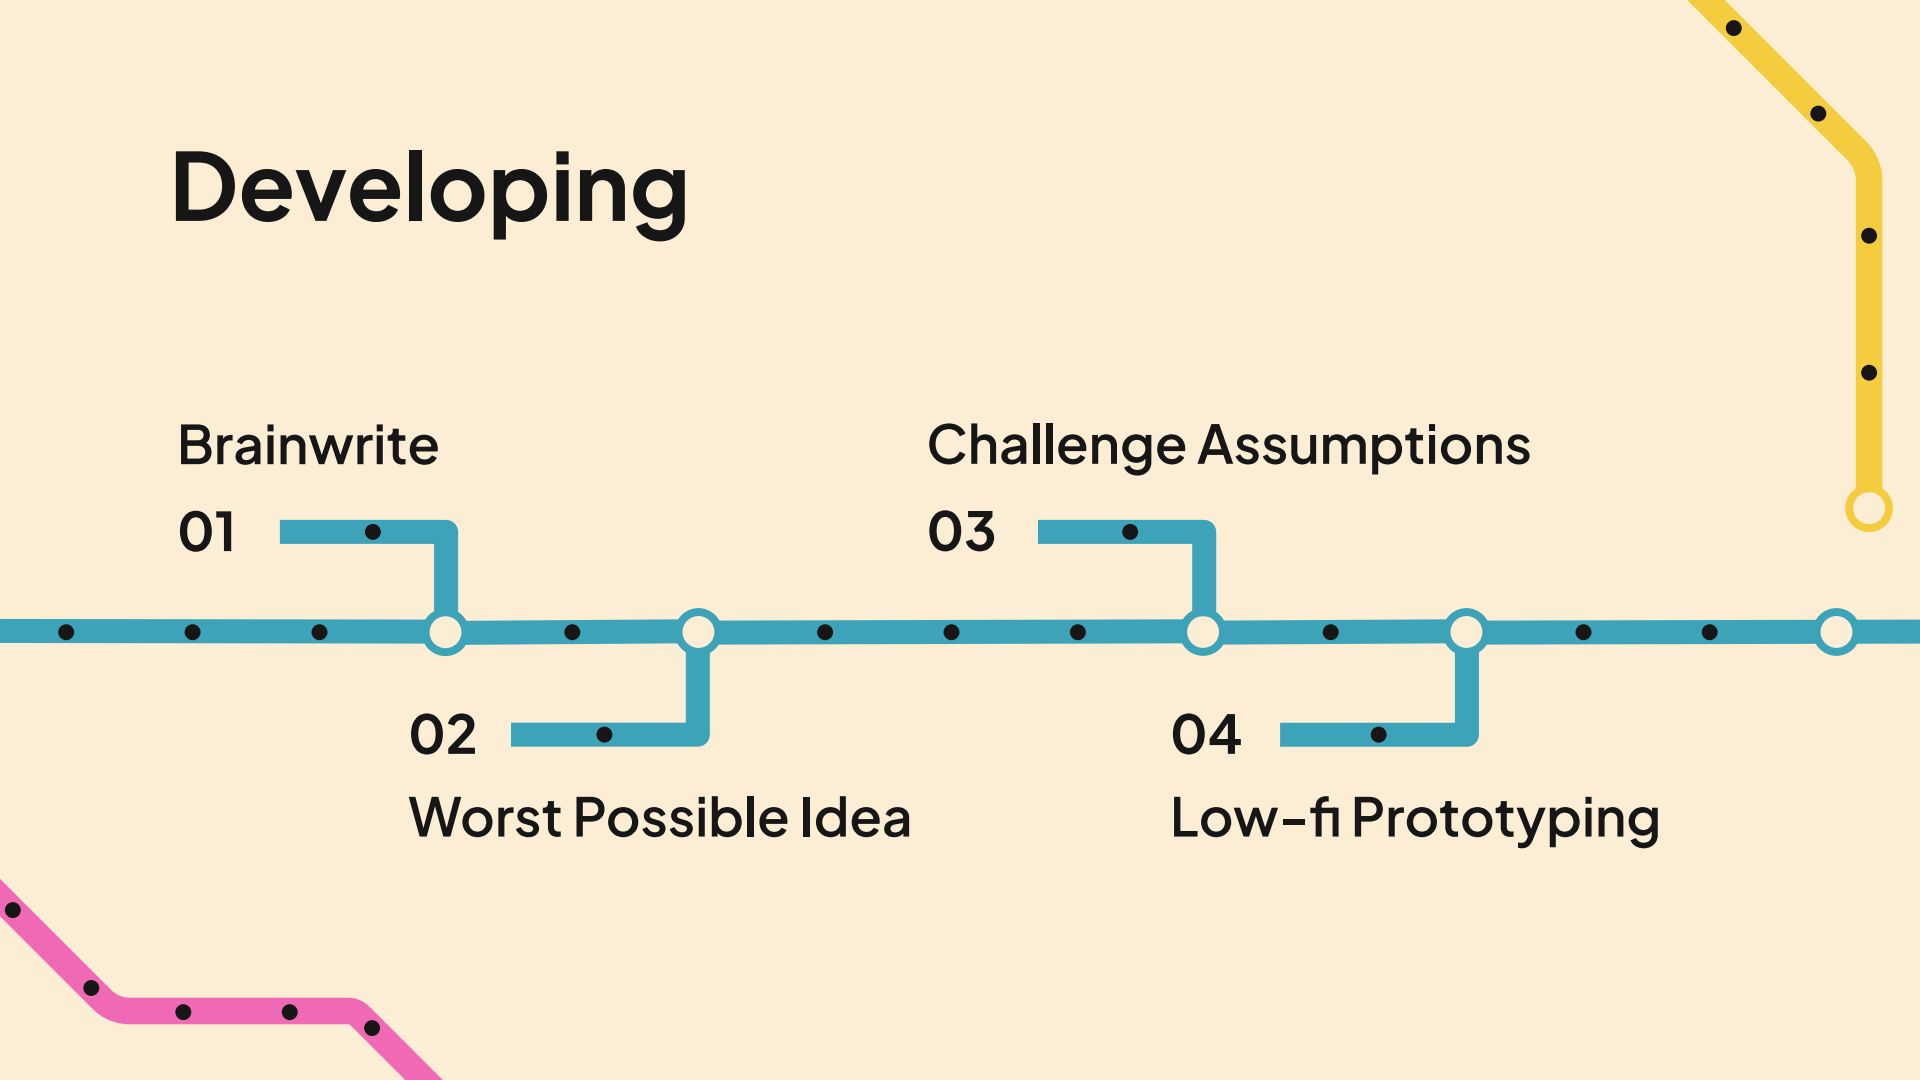 Developing
Brainwrite
01
02
Worst Possible Idea
Challenge Assumptions
03
04
Low-fi Prototyping